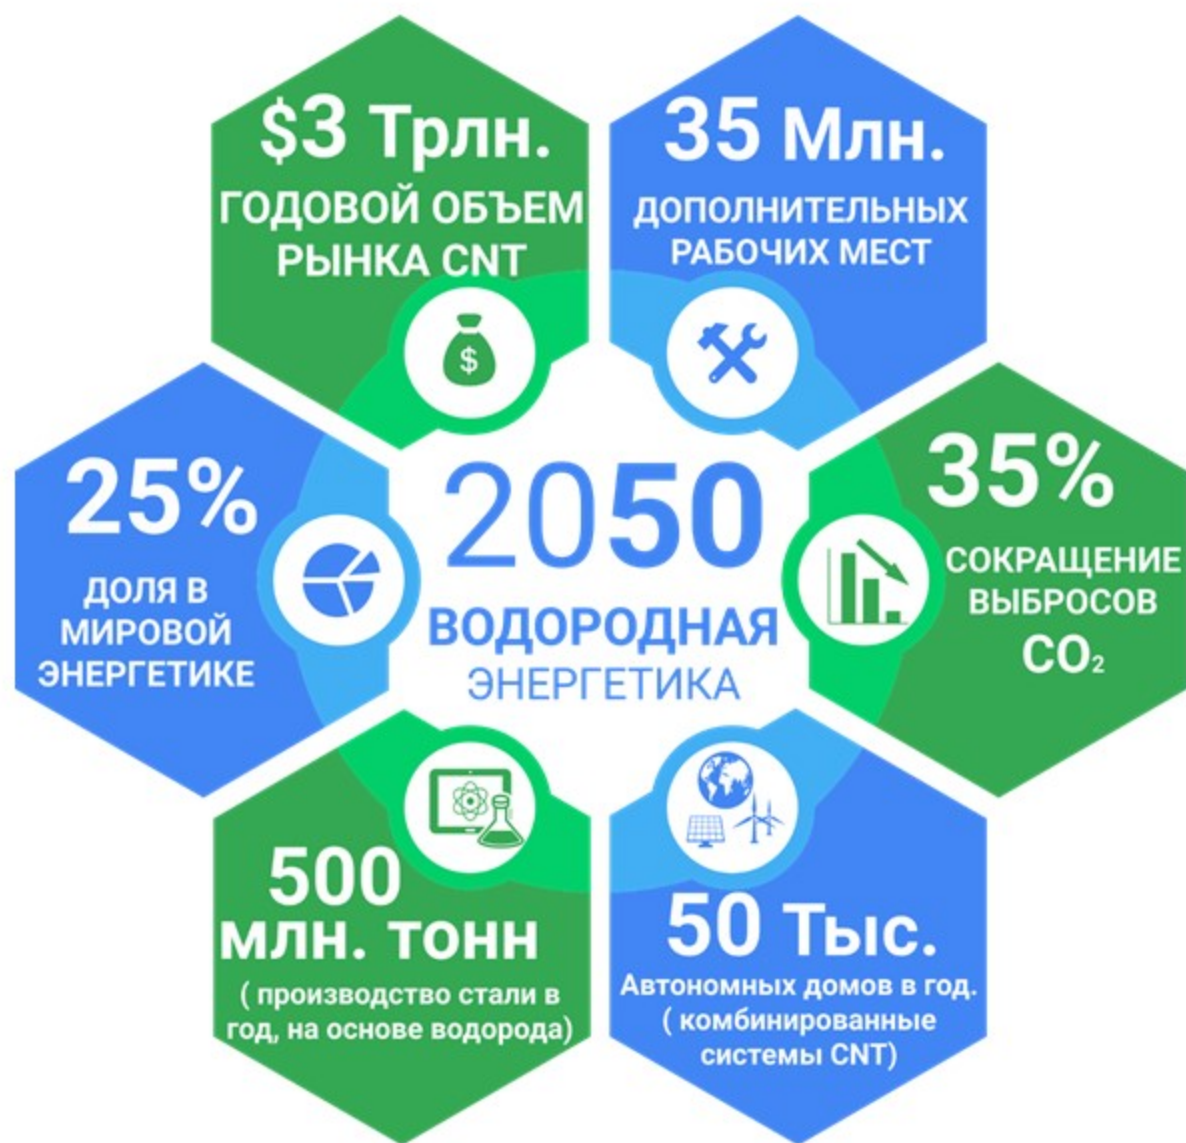 $3 Трлн.
ГОДОВОЙ ОБЪЕМ
РЫНКА CNT
$
35 Млн.
ДОПОЛНИТЕЛЬНЫХ
РАБОЧИХ МЕСТ
25%
ДОЛЯ В
МИРОВОЙ
ЭНЕРГЕТИКЕ
2050
ВОДОРОДНАЯ
ЭНЕРГЕТИКА
35%
СОКРАЩЕНИЕ
ВЫБРОСОВ
CO₂
500
МЛН. ТОНН
( производство стали в
год, на основе водорода)
50 Тыс.
Автономных домов в год.
( комбинированные
системы CNT)